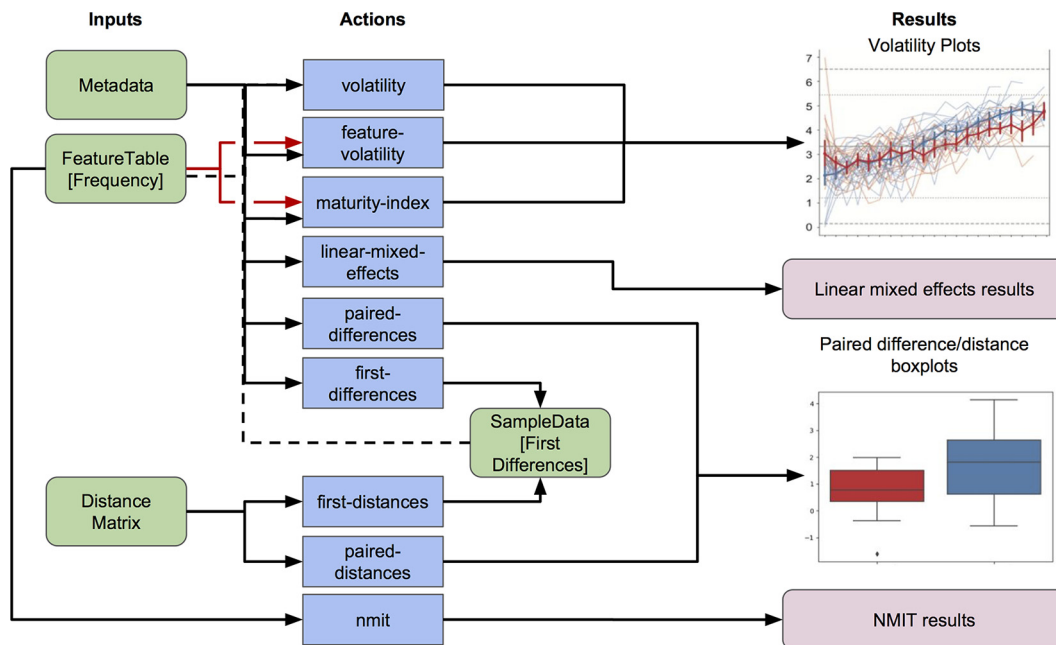 Inputs
Actions
Results
Metadata
FeatureTable
[Frequency]
Distance
Matrix
volatility
feature-
volatility
maturity-index
linear-mixed-
effects
paired-
differences
first-
differences
SampleData
[First
Differences]
first-distances
paired-
distances
nmit
Volatility Plots
7
6
5
4
3
2
1
0
Linear mixed effects results
Paired difference/distance
boxplots
4
3
2
1
0
−1
NMIT results